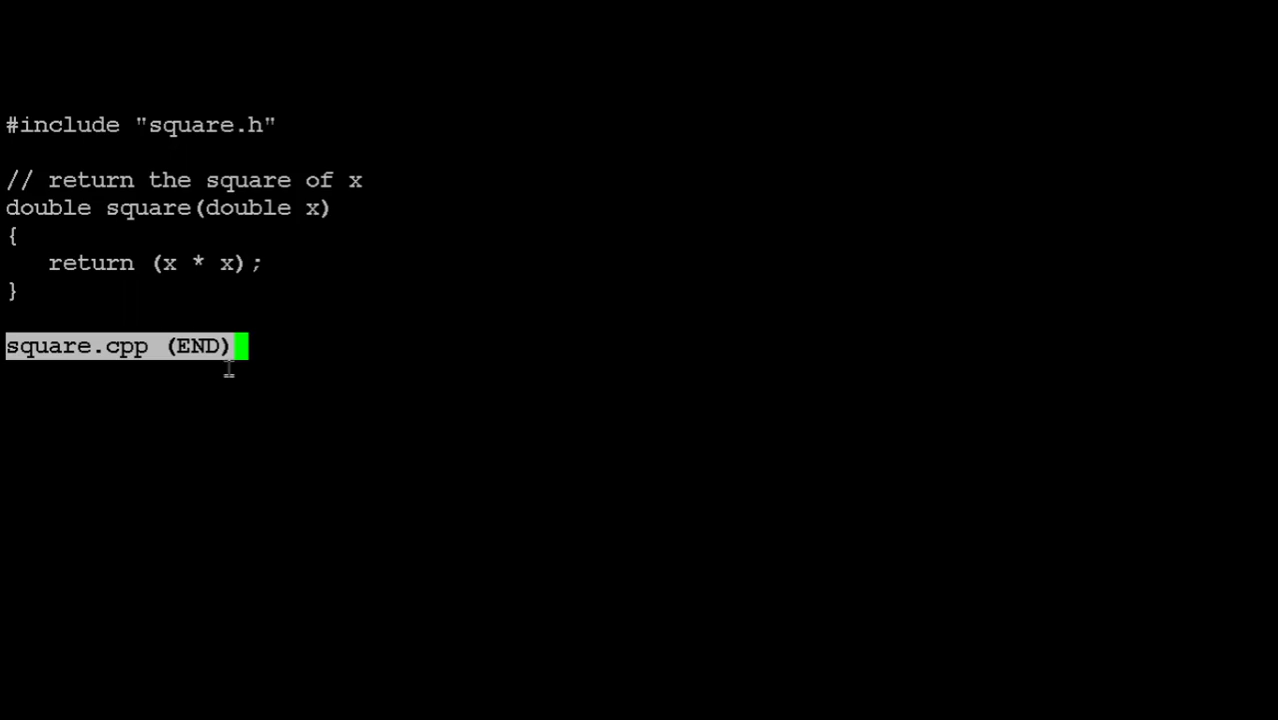 #include "square.h"
// return the square of x
double square(double x)
{
   return (x * x);
}
square.cpp (END)